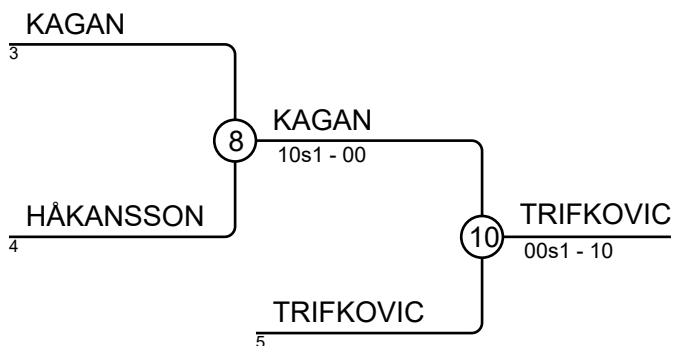 KAGAN
3
8
KAGAN
10s1 - 00
HÅKANSSON
4
10
TRIFKOVIC
00s1 - 10
TRIFKOVIC
5